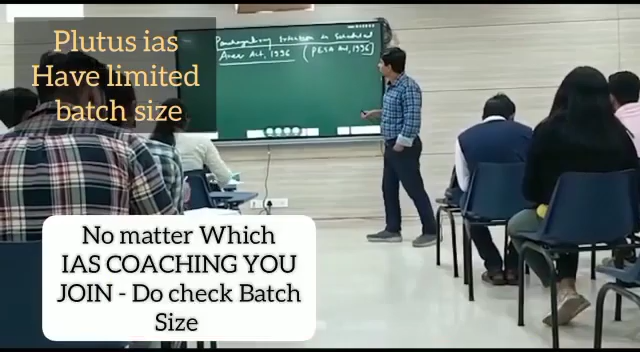 Plutus ias
Have limited
batch size
Extension
Areas Act, 1996 (PESA Act, 1996)
No matter Which
IAS COACHING YOU
JOIN - Do check Batch
Size